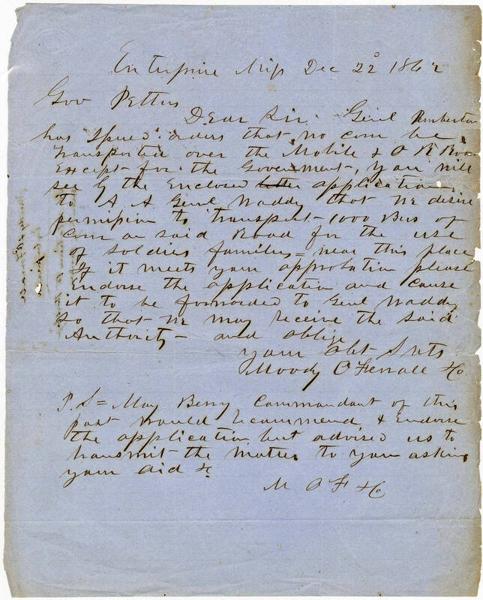 Enterprise Miss Dec 22d 1862
Gov Pettus
Dear Sir. Genl Pemberton
has issued orders that no corn be
transported over the Mobile & O R Road
except for the Government, you will
see by the enclosed application
to A A Genl Waddy that we desire
permission to transport 1000 Bus of
corn on said Road for the use
of soldies families = near this place
If it meets your approbation please
Endorse the application and cause
it to be forwarded to Genl Waddy
so that we may receive the said
Authority - and oblige
your Obt Svts
Moody O'Ferrall & Co
P.S = May Berry Commandant of this
post would recommend, & Endorse
the application, but advised us to
transmit the matter to you asking
your aid &c
M O F & Co